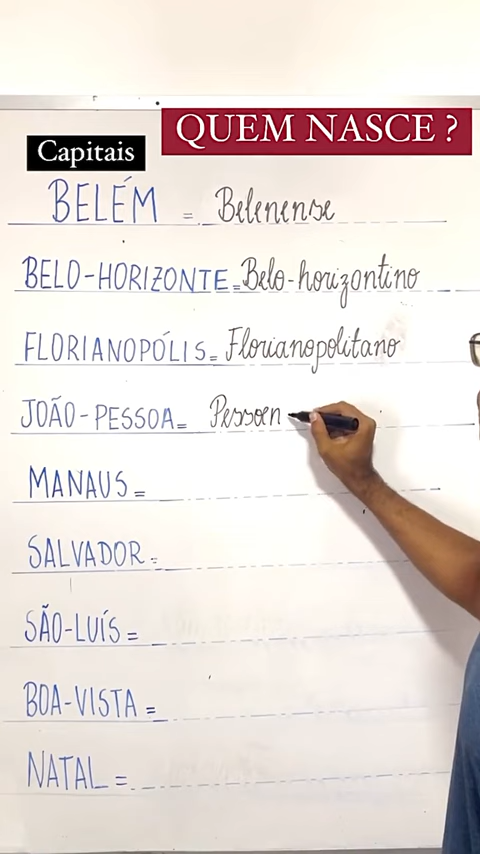 QUEM NASCE ?
Capitais
BELÉM = Belenense
BELO-HORIZONTE=Belo-horizontino
FLORIANOPÓLIS= Florianopolitano
JOÃO-PESSOA= Pessoen
MANAUS=
SALVADOR=
SÃO-LUÍS=
BOA-VISTA=
NATAL=